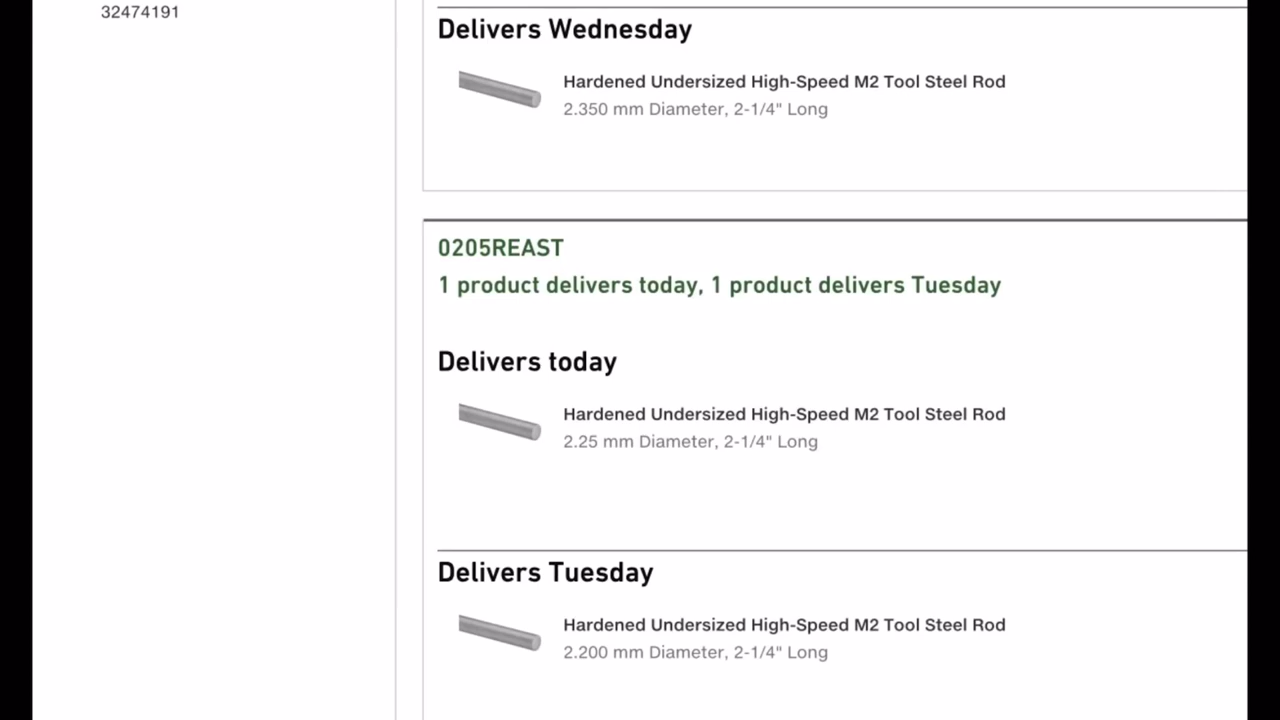 32474191
Delivers Wednesday
Hardened Undersized High-Speed M2 Tool Steel Rod
2.350 mm Diameter, 2-1/4" Long
0205REAST
1 product delivers today, 1 product delivers Tuesday
Delivers today
Hardened Undersized High-Speed M2 Tool Steel Rod
2.25 mm Diameter, 2-1/4" Long
Delivers Tuesday
Hardened Undersized High-Speed M2 Tool Steel Rod
2.200 mm Diameter, 2-1/4" Long